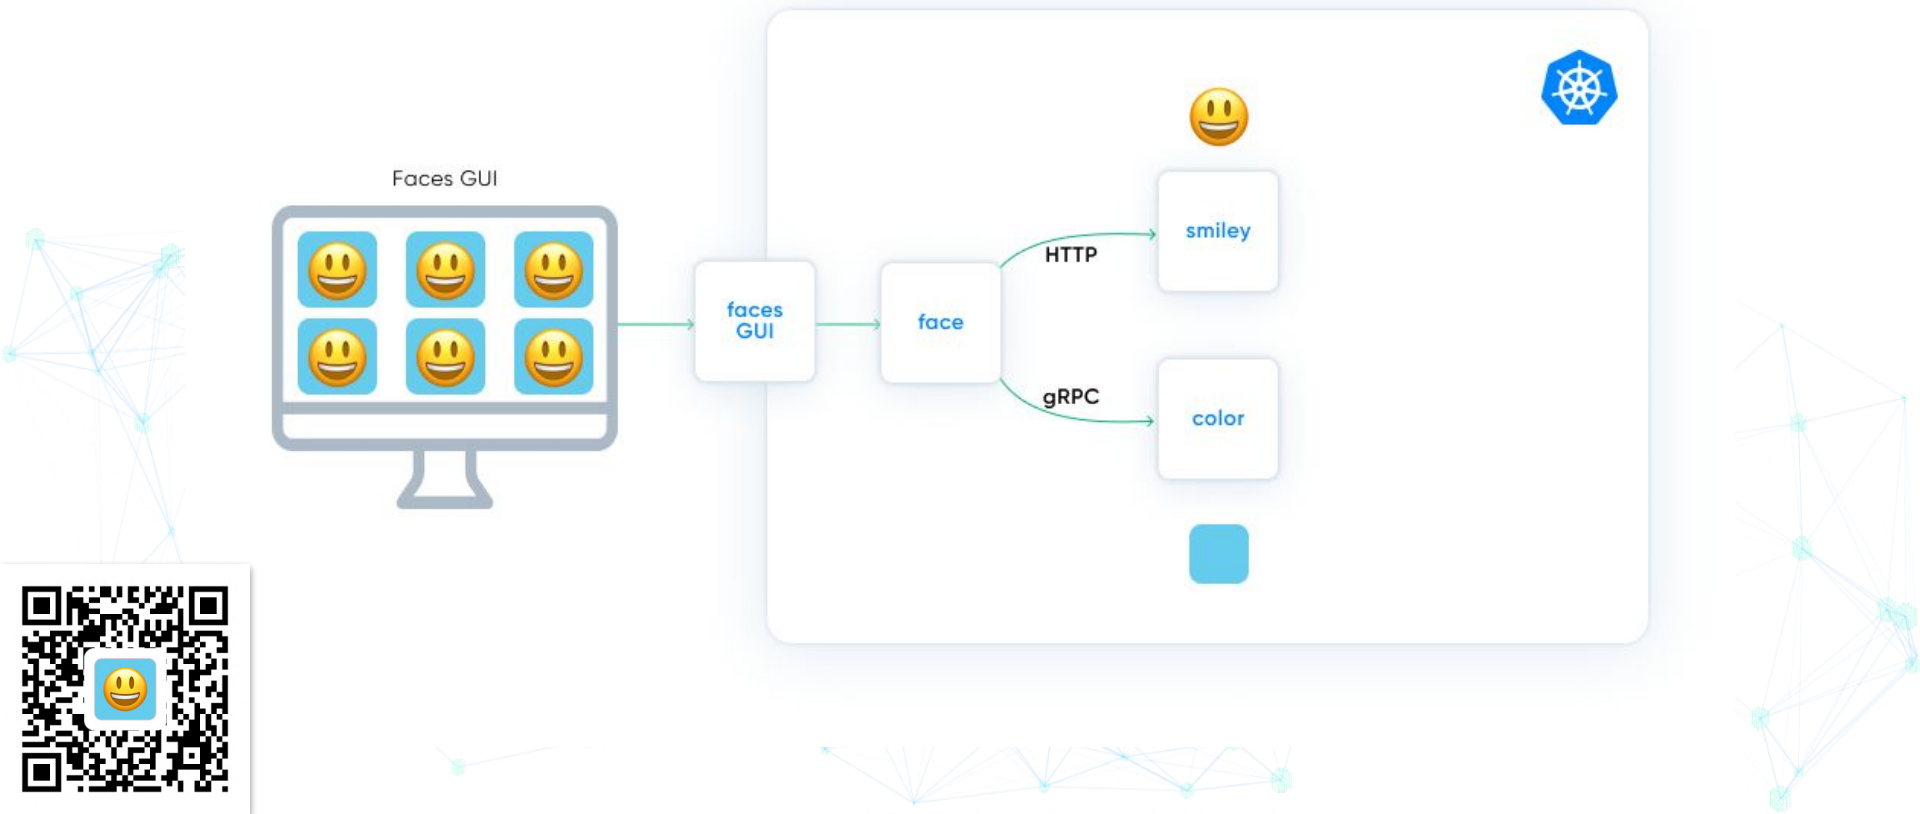 Faces GUI
faces
GUI
face
HTTP
gRPC
smiley
color